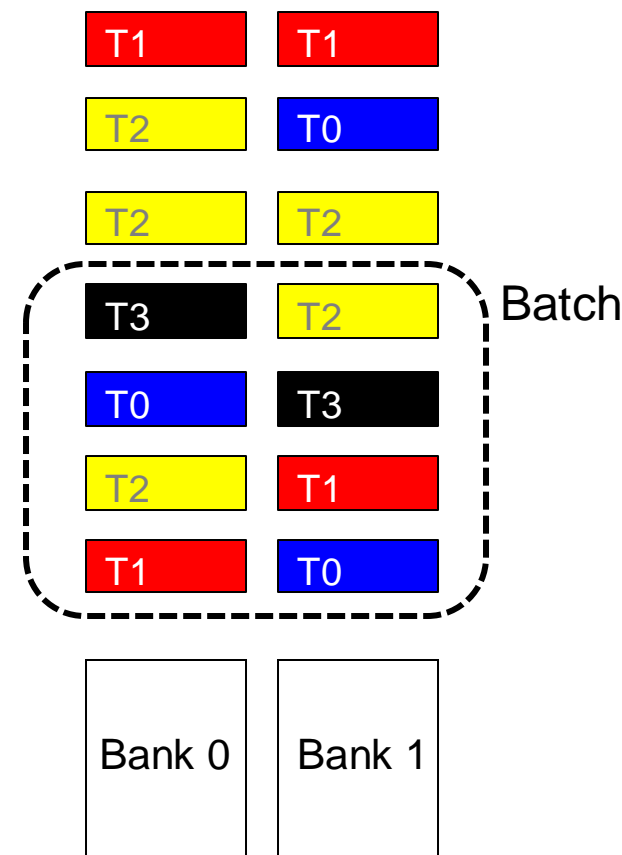 T1 T1
T2 T0
T2 T2
T3 T2 Batch
T0 T3
T2 T1
T1 T0
Bank 0 Bank 1